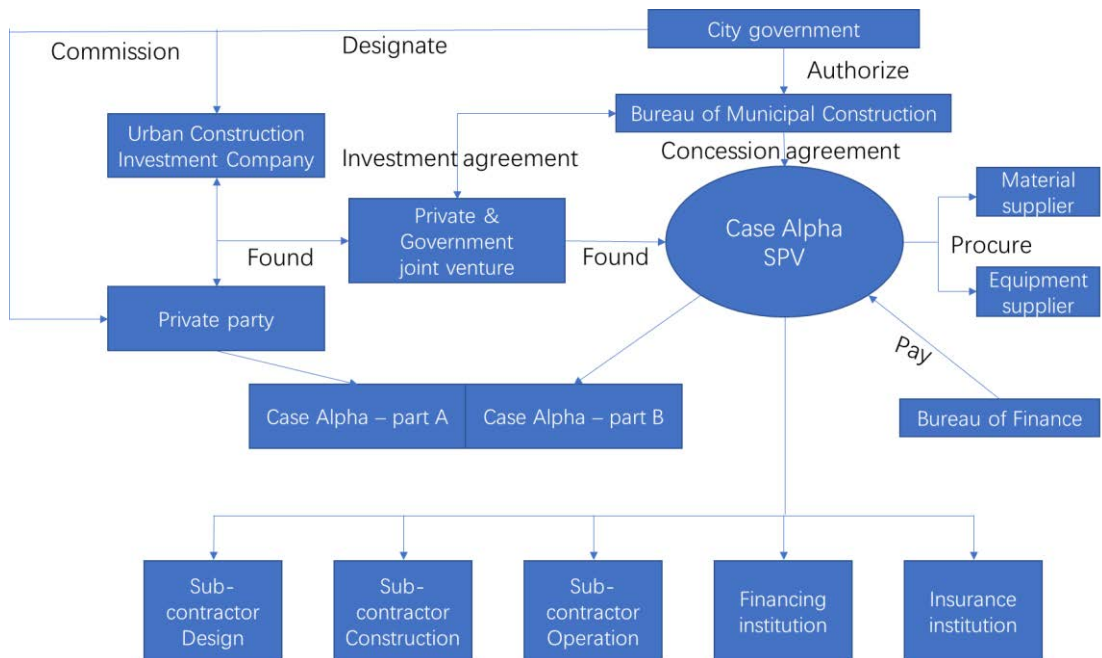 City government
Commission
Designate
Authorize
Urban Construction
Investment Company
Bureau of Municipal Construction
Investment agreement
Concession agreement
Material
supplier
Private &
Government
joint venture
Case Alpha
SPV
Found
Found
Procure
Equipment
supplier
Private party
Pay
Case Alpha – part A
Case Alpha – part B
Bureau of Finance
Sub-
contractor
Design
Sub-
contractor
Construction
Sub-
contractor
Operation
Financing
institution
Insurance
institution